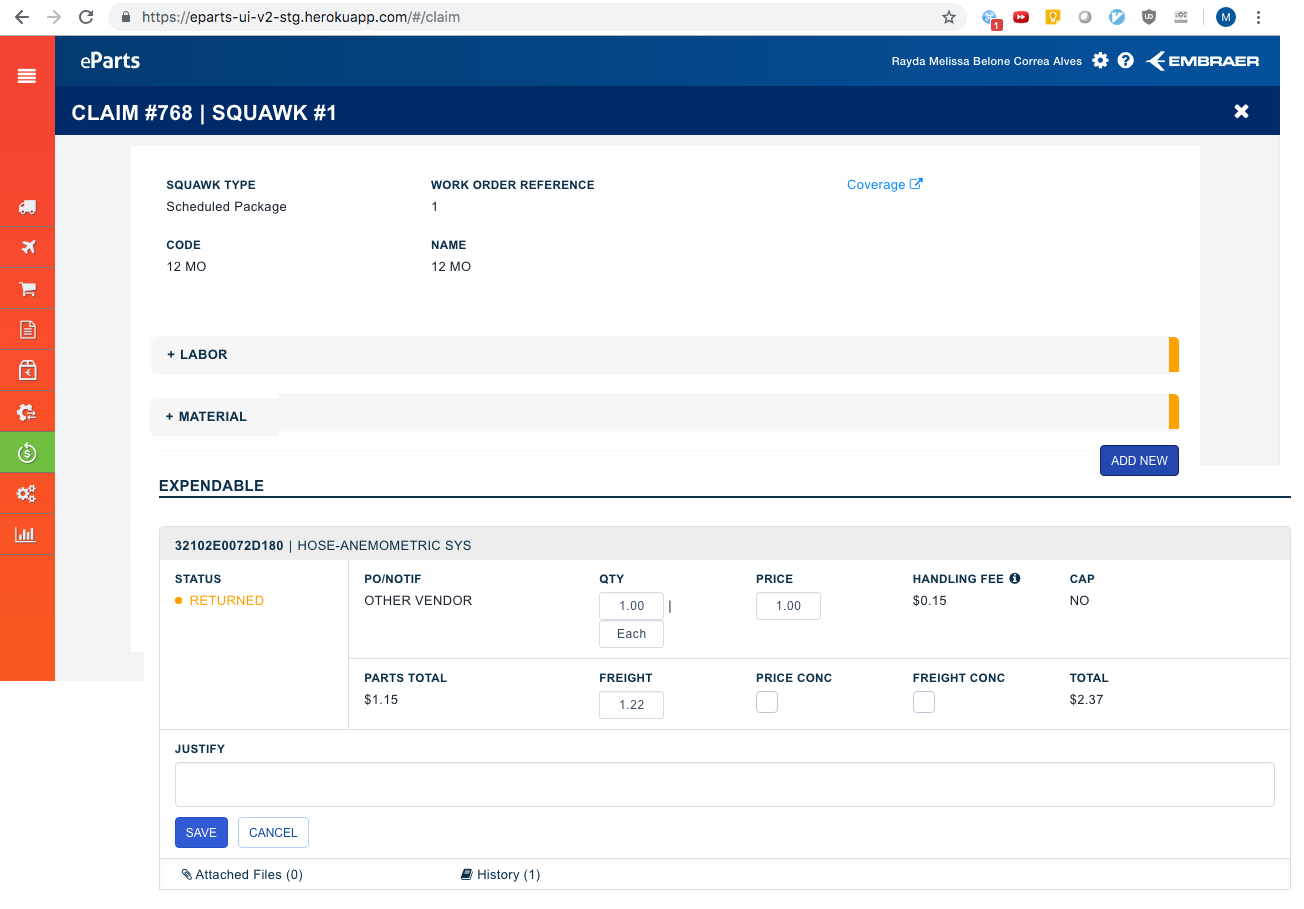 https://eparts-ui-v2-stg.herokuapp.com/#/claim
1
UD
M
eParts
Rayda Melissa Belone Correa Alves
EMBRAER
CLAIM #768 | SQUAWK #1
SQUAWK TYPE
WORK ORDER REFERENCE
Coverage
Scheduled Package
1
CODE
NAME
12 MO
12 MO
+ LABOR
+ MATERIAL
ADD NEW
EXPENDABLE
32102E0072D180 | HOSE-ANEMOMETRIC SYS
STATUS
PO/NOTIF
QTY
PRICE
HANDLING FEE
CAP
RETURNED
OTHER VENDOR
1.00 |
1.00
$0.15
NO
Each
PARTS TOTAL
FREIGHT
PRICE CONC
FREIGHT CONC
TOTAL
$1.15
1.22
$2.37
JUSTIFY
SAVE
CANCEL
Attached Files (0)
History (1)